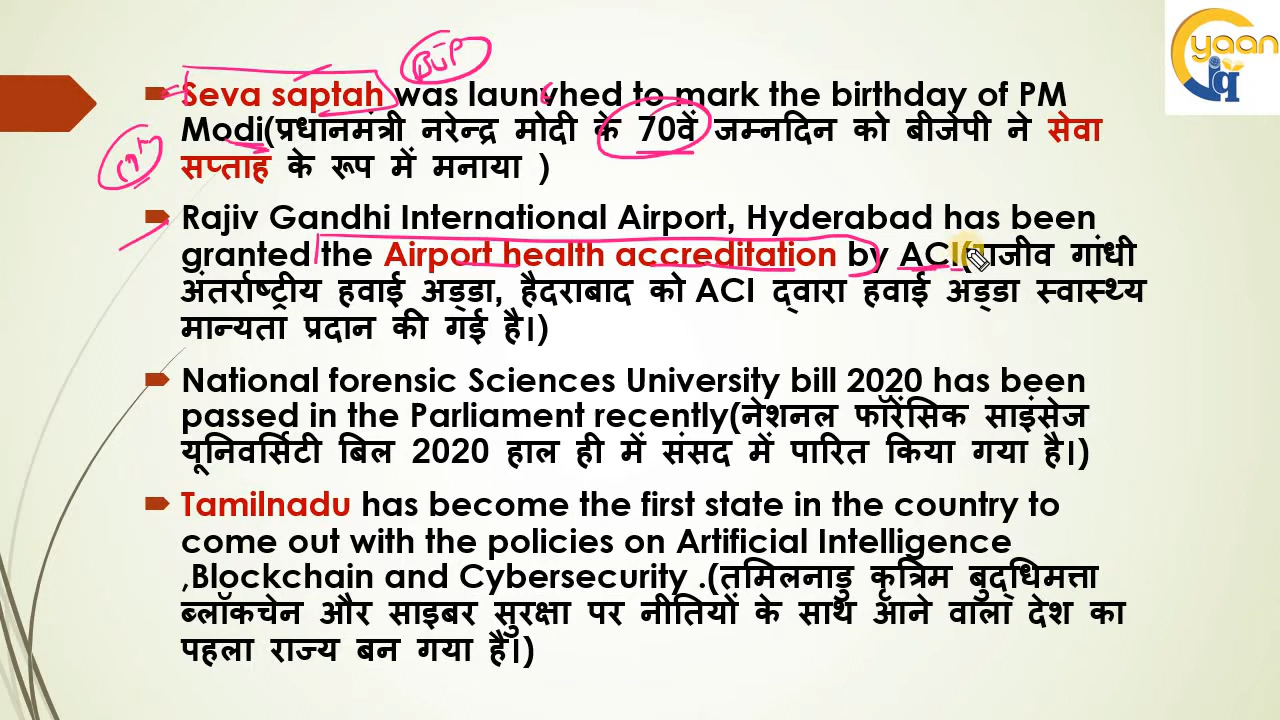 yaan
iq
BJP
Seva saptah was launvhed to mark the birthday of PM
Modi(प्रधानमंत्री नरेन्द्र मोदी के 70वें जम्नदिन को बीजेपी ने सेवा
सप्ताह के रूप में मनाया )
Rajiv Gandhi International Airport, Hyderabad has been
granted the Airport health accreditation by ACI(राजीव गांधी
अंतर्राष्ट्रीय हवाई अड्डा, हैदराबाद को ACI द्वारा हवाई अड्डा स्वास्थ्य
मान्यता प्रदान की गई है।)
National forensic Sciences University bill 2020 has been
passed in the Parliament recently(नेशनल फॉरेंसिक साइंसेज
यूनिवर्सिटी बिल 2020 हाल ही में संसद में पारित किया गया है।)
Tamilnadu has become the first state in the country to
come out with the policies on Artificial Intelligence
,Blockchain and Cybersecurity .(तमिलनाडु कृत्रिम बुद्धिमत्ता
ब्लॉकचेन और साइबर सुरक्षा पर नीतियों के साथ आने वाला देश का
पहला राज्य बन गया है।)